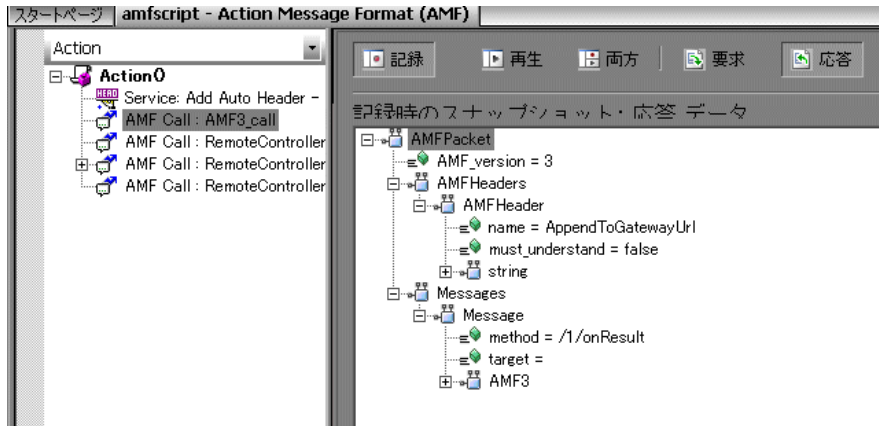 スタートページ amfscript - Action Message Format (AMF)
Action
Action0
Service: Add Auto Header -
AMF Call : AMF3_call
AMF Call : RemoteController
AMF Call : RemoteController
AMF Call : RemoteController
記録 再生 両方 要求 応答
記録時のスナップショット・応答 データ
AMFPacket
AMF_version = 3
AMFHeaders
AMFHeader
name = AppendToGatewayUrl
must_understand = false
string
Messages
Message
method = /1/onResult
target =
AMF3